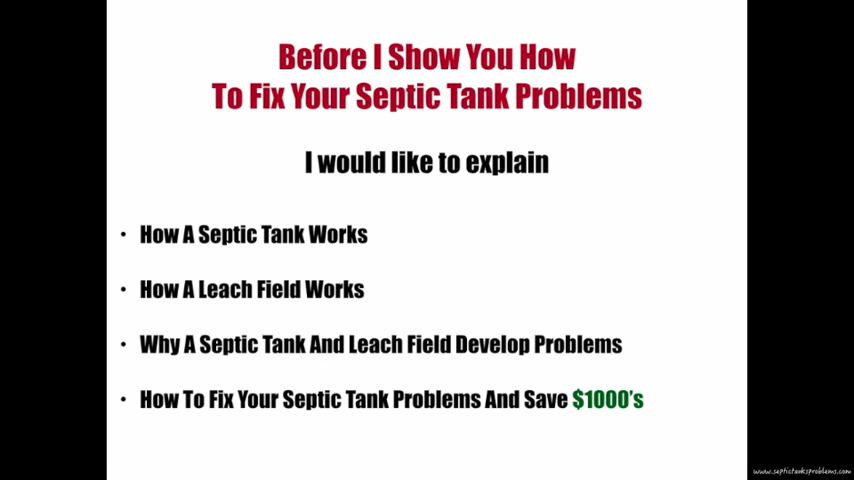 Before I Show You How
To Fix Your Septic Tank Problems
I would like to explain
• How A Septic Tank Works
• How A Leach Field Works
• Why A Septic Tank And Leach Field Develop Problems
• How To Fix Your Septic Tank Problems And Save $1000's
www.septictanksproblems.com